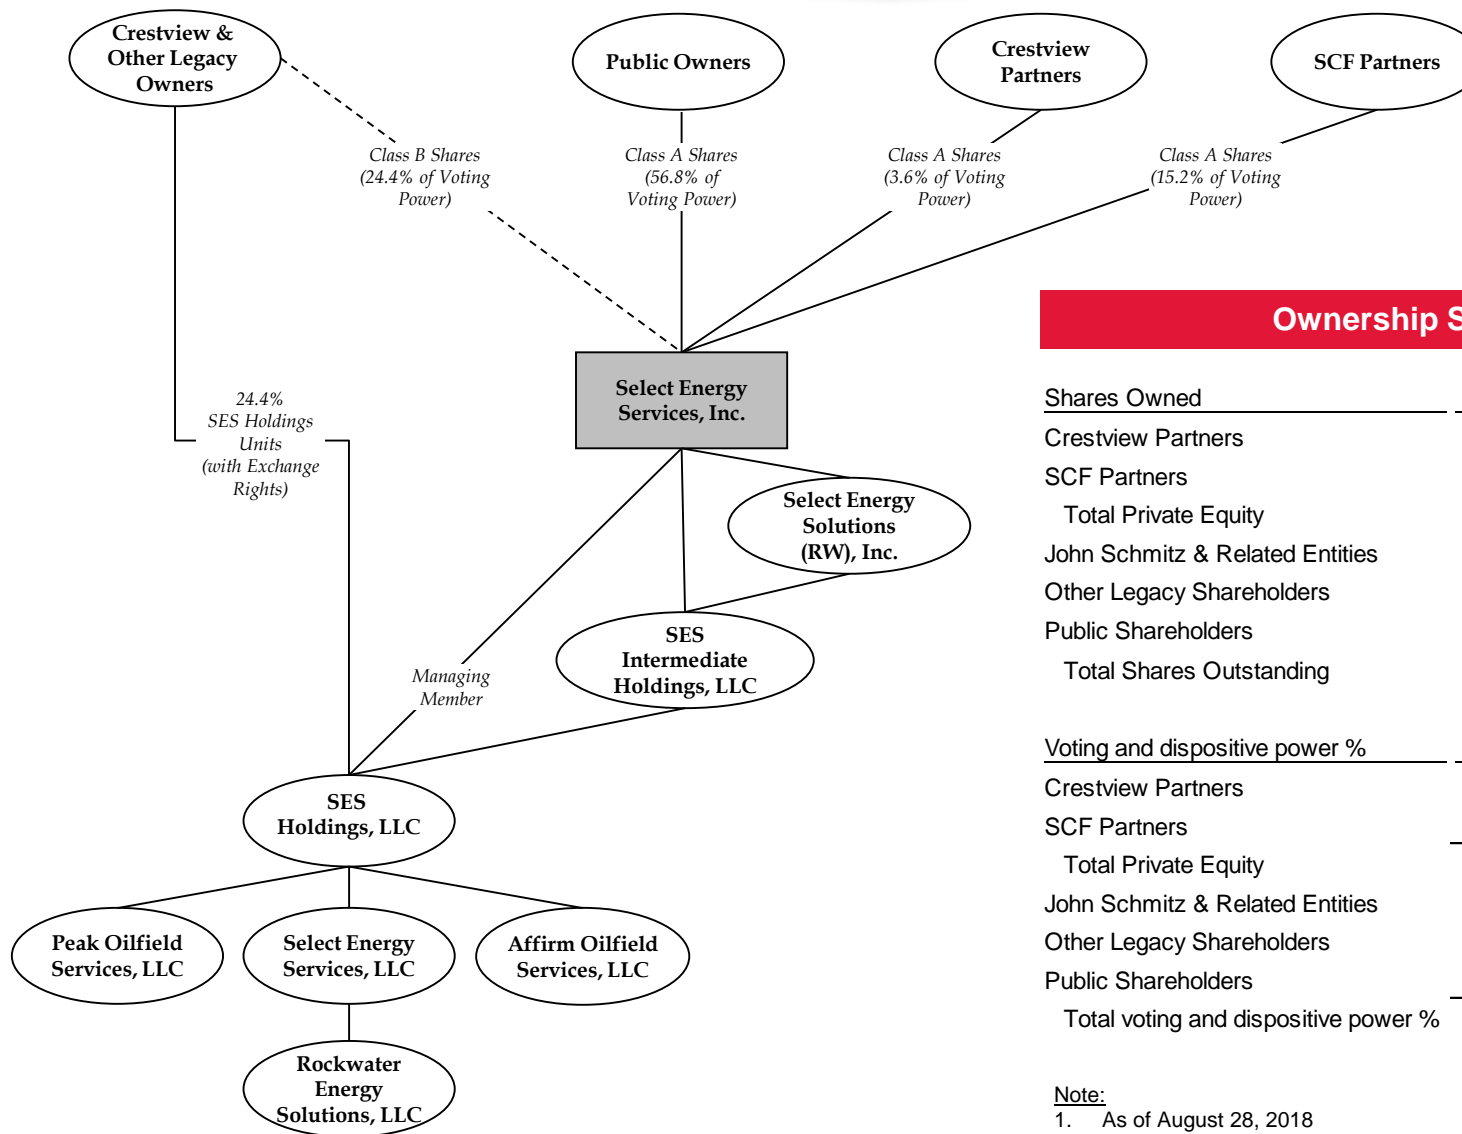 Crestview &
Other Legacy
Owners
Public Owners
Crestview
Partners
SCF Partners
Class B Shares
(24.4% of Voting
Power)
Class A Shares
(56.8% of
Voting Power)
Class A Shares
(3.6% of Voting
Power)
Class A Shares
(15.2% of Voting
Power)
Select Energy
Services, Inc.
24.4%
SES Holdings
Units
(with Exchange
Rights)
Select Energy
Solutions
(RW), Inc.
SES
Intermediate
Holdings, LLC
Managing
Member
SES
Holdings, LLC
Peak Oilfield
Services, LLC
Select Energy
Services, LLC
Affirm Oilfield
Services, LLC
Rockwater
Energy
Solutions, LLC
Ownership S
Shares Owned
Crestview Partners
SCF Partners
Total Private Equity
John Schmitz & Related Entities
Other Legacy Shareholders
Public Shareholders
Total Shares Outstanding
Voting and dispositive power %
Crestview Partners
SCF Partners
Total Private Equity
John Schmitz & Related Entities
Other Legacy Shareholders
Public Shareholders
Total voting and dispositive power %
Note:
1. As of August 28, 2018